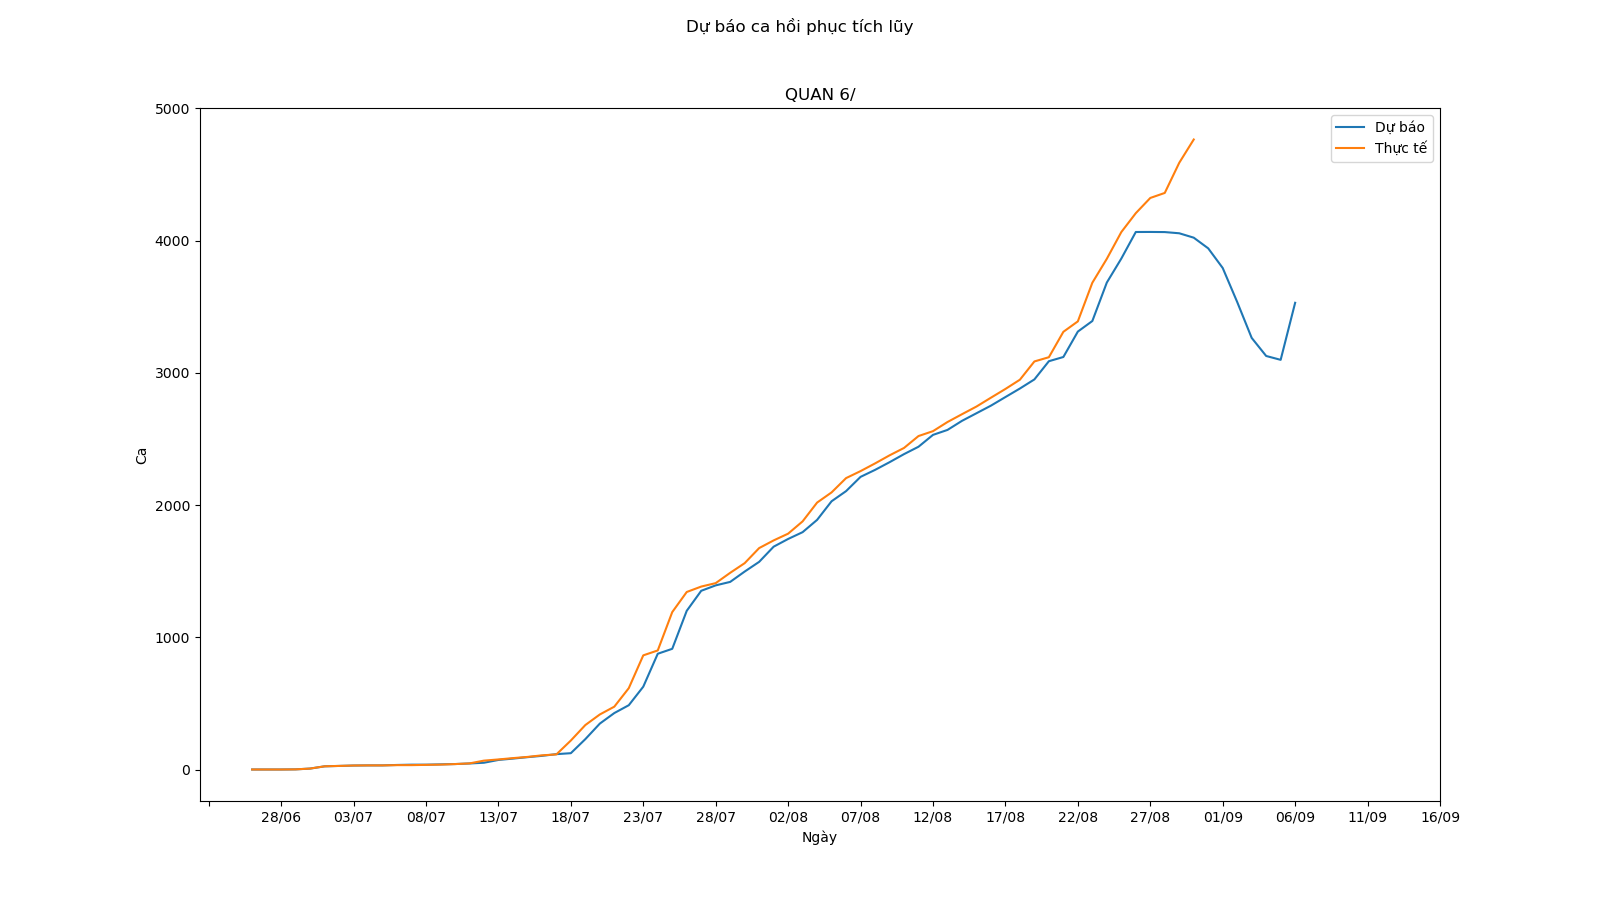 Dự báo ca hồi phục tích lũy
QUAN 6/
5000
4000
3000
2000
1000
0
Ca
Dự báo
Thực tế
28/06 03/07 08/07 13/07 18/07 23/07 28/07 02/08 07/08 12/08 17/08 22/08 27/08 01/09 06/09 11/09 16/09
Ngày